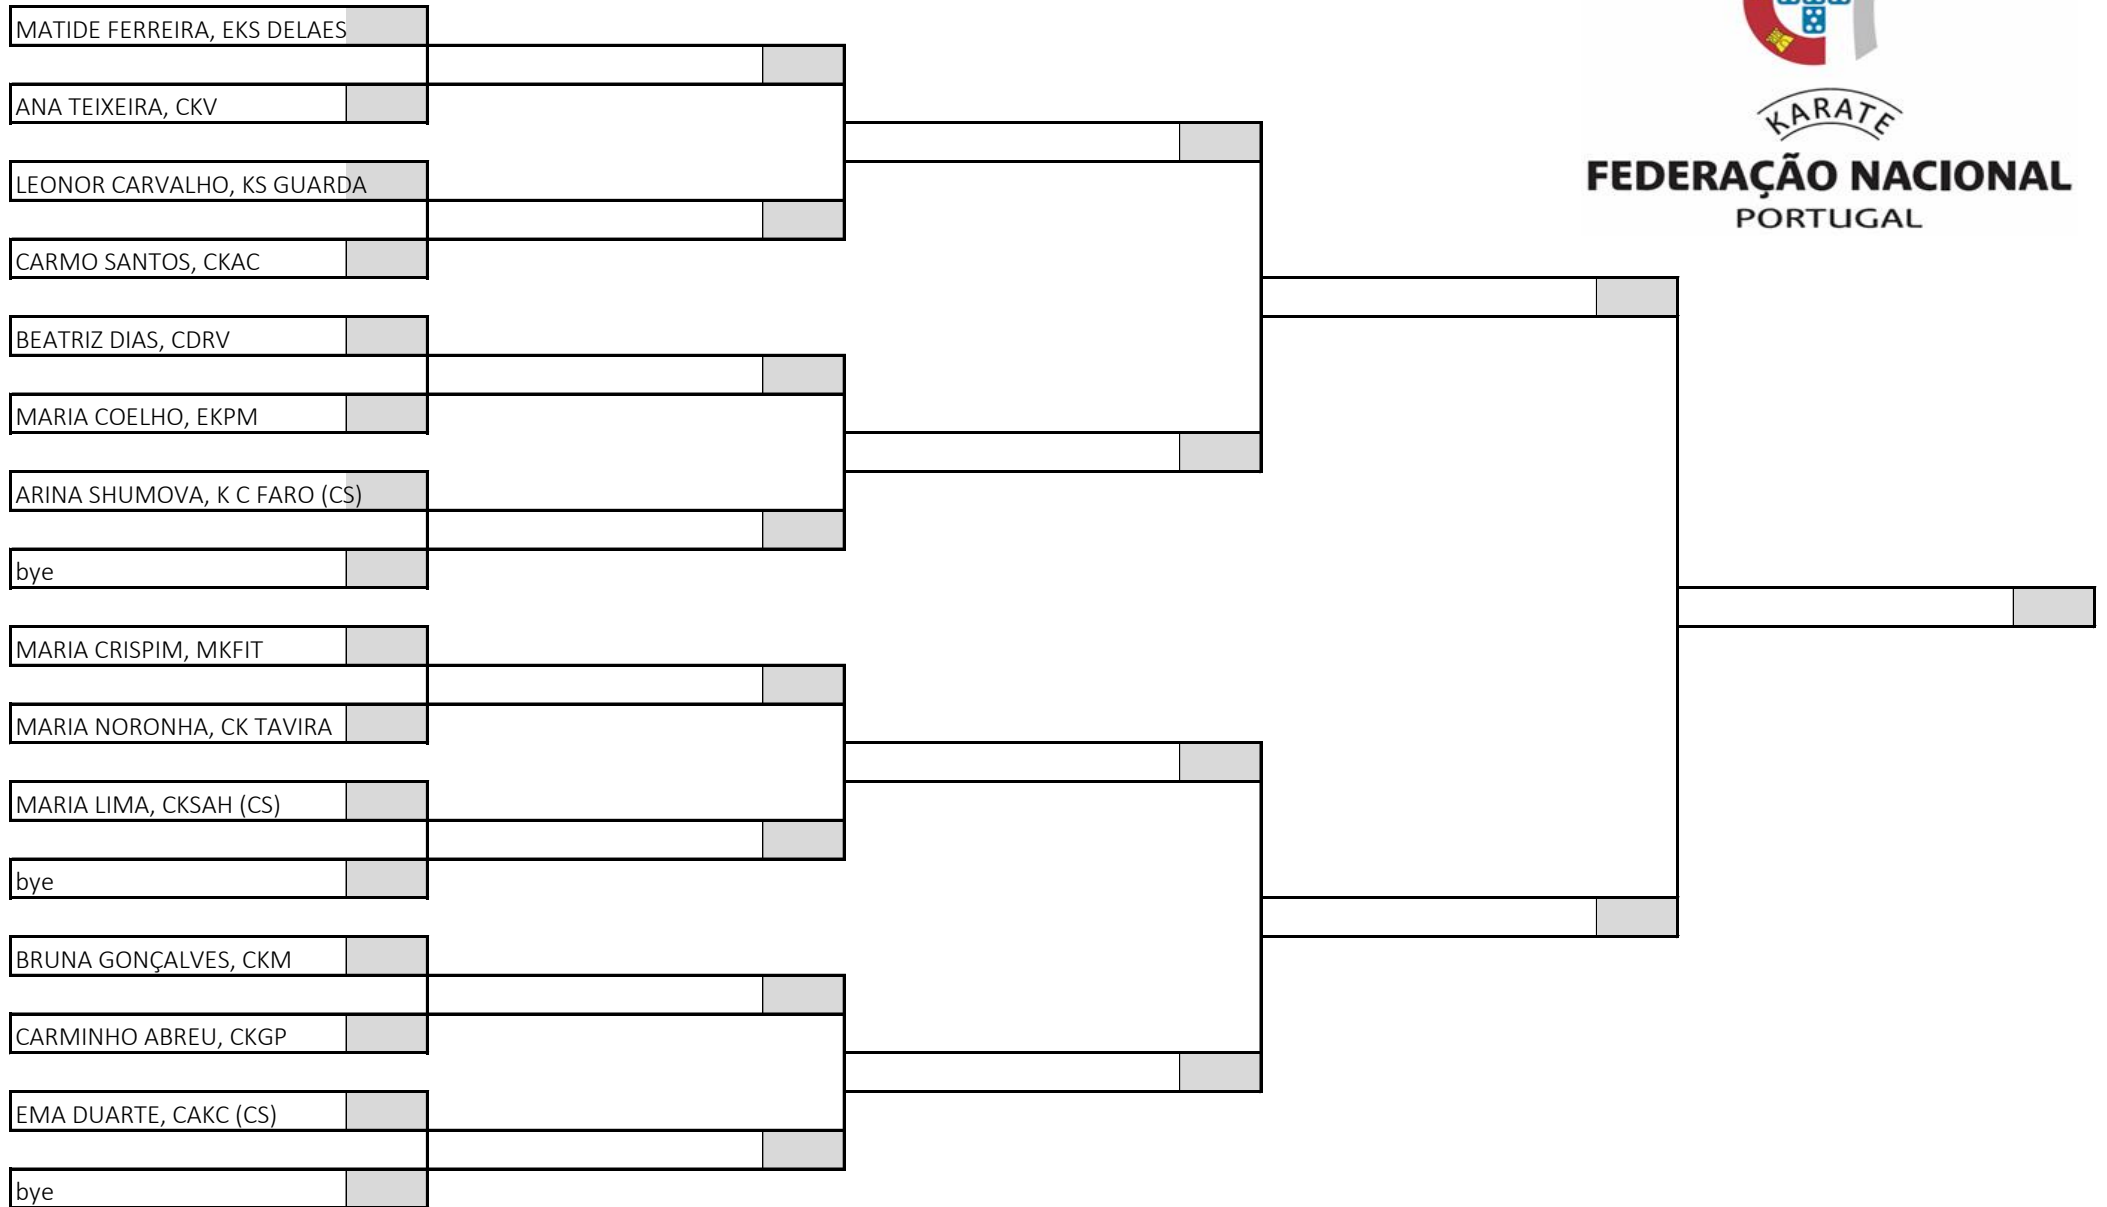 MATIDE FERREIRA, EKS DELAES
ANA TEIXEIRA, CKV
LEONOR CARVALHO, KS GUARDA
CARMO SANTOS, CKAC
BEATRIZ DIAS, CDRV
MARIA COELHO, EKPM
ARINA SHUMOVA, K C FARO (CS)
bye
MARIA CRISPIM, MKFIT
MARIA NORONHA, CK TAVIRA
MARIA LIMA, CKSAH (CS)
bye
BRUNA GONÇALVES, CKM
CARMINHO ABREU, CKGP
EMA DUARTE, CAKC (CS)
bye
KARATE
FEDERAÇÃO NACIONAL
PORTUGAL